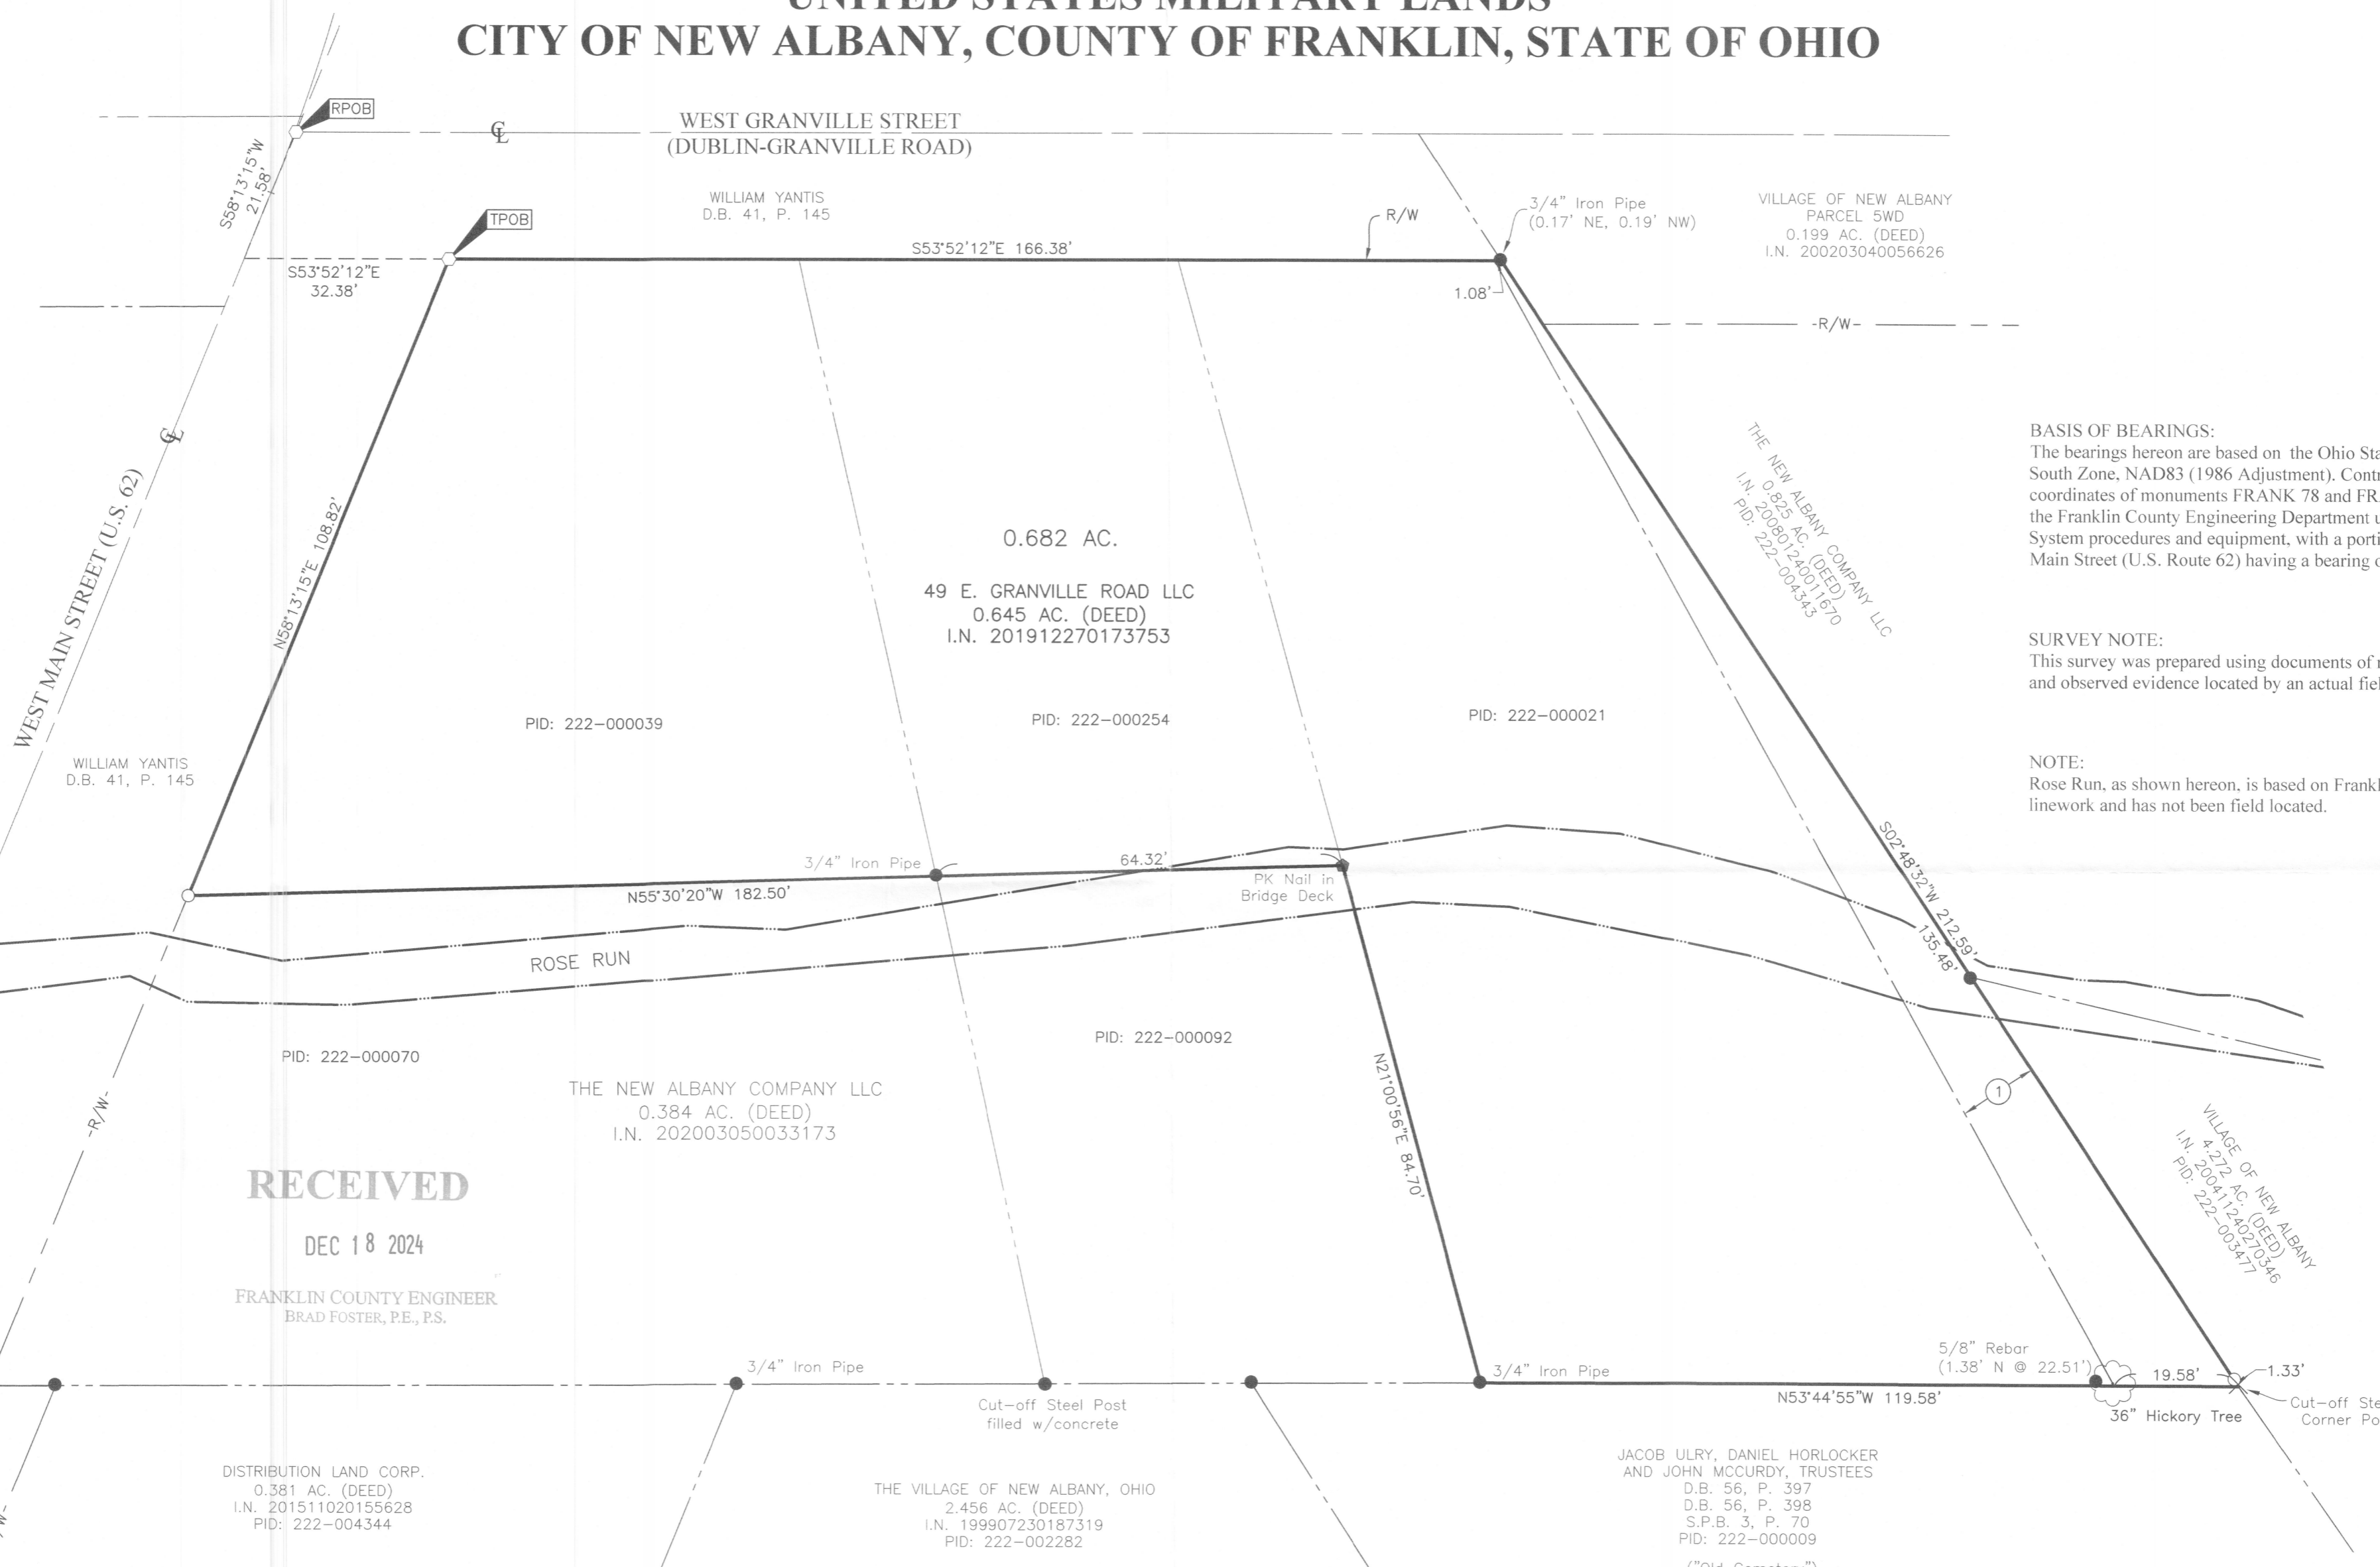 UNITED STATES MILITARY LANDS
CITY OF NEW ALBANY, COUNTY OF FRANKLIN, STATE OF OHIO
RPOB
S58°13'15"W
21.58'
℄
WEST GRANVILLE STREET
(DUBLIN-GRANVILLE ROAD)
WILLIAM YANTIS
D.B. 41, P. 145
TPOB
S53°52'12"E
32.38'
S53°52'12"E 166.38'
R/W
3/4" Iron Pipe
(0.17' NE, 0.19' NW)
VILLAGE OF NEW ALBANY
PARCEL 5WD
0.199 AC. (DEED)
I.N. 200203040056626
1.08'
-R/W-
℄
WEST MAIN STREET (U.S. 62)
N58°13'15"E 108.82'
THE NEW ALBANY COMPANY LLC
0.825 AC. (DEED)
I.N. 200801240011670
PID: 222-004343
BASIS OF BEARINGS:
The bearings hereon are based on the Ohio
South Zone, NAD83 (1986 Adjustment).
coordinates of monuments FRANK 78 and
the Franklin County Engineering Department
System procedures and equipment, with a
Main Street (U.S. Route 62) having a bearing
0.682 AC.
49 E. GRANVILLE ROAD LLC
0.645 AC. (DEED)
I.N. 201912270173753
SURVEY NOTE:
This survey was prepared using documents of
and observed evidence located by an actual
PID: 222-000039
PID: 222-000254
PID: 222-000021
WILLIAM YANTIS
D.B. 41, P. 145
NOTE:
Rose Run, as shown hereon, is based on
linework and has not been field located.
3/4" Iron Pipe
64.32'
N55°30'20"W 182.50'
PK Nail in
Bridge Deck
S02°48'32"W 212.59'
135.48'
ROSE RUN
PID: 222-000070
PID: 222-000092
THE NEW ALBANY COMPANY LLC
0.384 AC. (DEED)
I.N. 202003050033173
N21°00'56"E 84.70'
1
-R/W-
VILLAGE OF NEW ALBANY
4.272 AC. (DEED)
I.N. 200411240270346
PID: 222-003477
RECEIVED
DEC 18 2024
FRANKLIN COUNTY ENGINEER
BRAD FOSTER, P.E., P.S.
3/4" Iron Pipe
Cut-off Steel Post
filled w/concrete
3/4" Iron Pipe
5/8" Rebar
(1.38' N @ 22.51')
19.58'
1.33'
N53°44'55"W 119.58'
36" Hickory Tree
Cut-off
Corner
DISTRIBUTION LAND CORP.
0.381 AC. (DEED)
I.N. 201511020155628
PID: 222-004344
THE VILLAGE OF NEW ALBANY, OHIO
2.456 AC. (DEED)
I.N. 199907230187319
PID: 222-002282
JACOB ULRY, DANIEL HORLOCKER
AND JOHN MCCURDY, TRUSTEES
D.B. 56, P. 397
D.B. 56, P. 398
S.P.B. 3, P. 70
PID: 222-000009
("Old Cemetery")